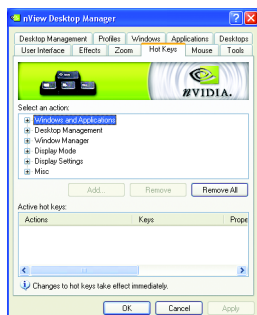 nView Desktop Manager
Desktop Management Profiles Windows Applications Desktops
User Interface Effects Zoom Hot Keys Mouse Tools
nVIDIA.
Select an action:
Windows and Applications
Desktop Management
Window Manager
Display Mode
Display Settings
Misc
Add... Remove Remove All
Active hot keys:
Actions Keys Prope
Changes to hot keys take effect immediately.
OK Cancel Apply